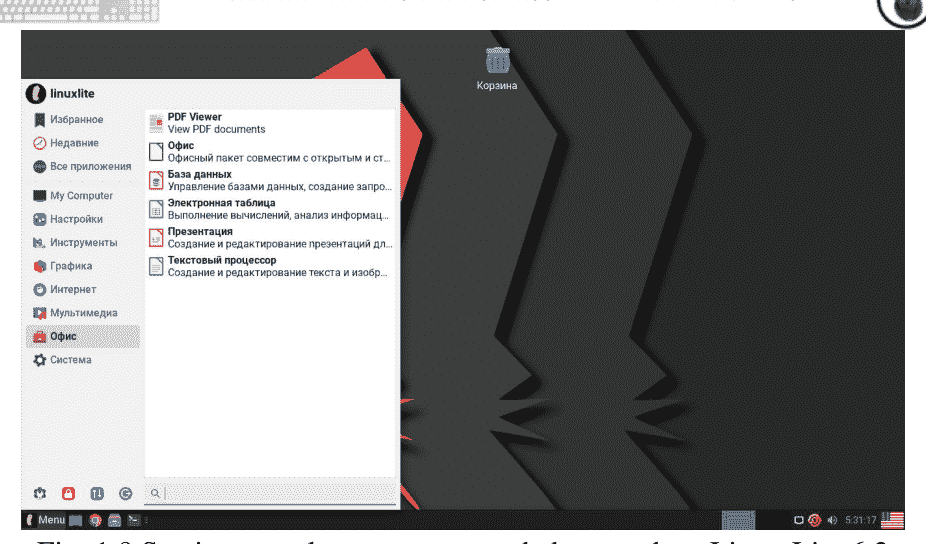 linuxlite
Избранное
Недавние
Все приложения
My Computer
Настройки
Инструменты
Графика
Интернет
Мультимедиа
Офис
Система
PDF Viewer
View PDF documents
Офис
Офисный пакет совместим с открытым и ст...
База данных
Управление базами данных, создание запро...
Электронная таблица
Выполнение вычислений, анализ информац...
Презентация
Создание и редактирование презентаций дл...
Текстовый процессор
Создание и редактирование текста и изобр...
Корзина
Menu
5:31:17